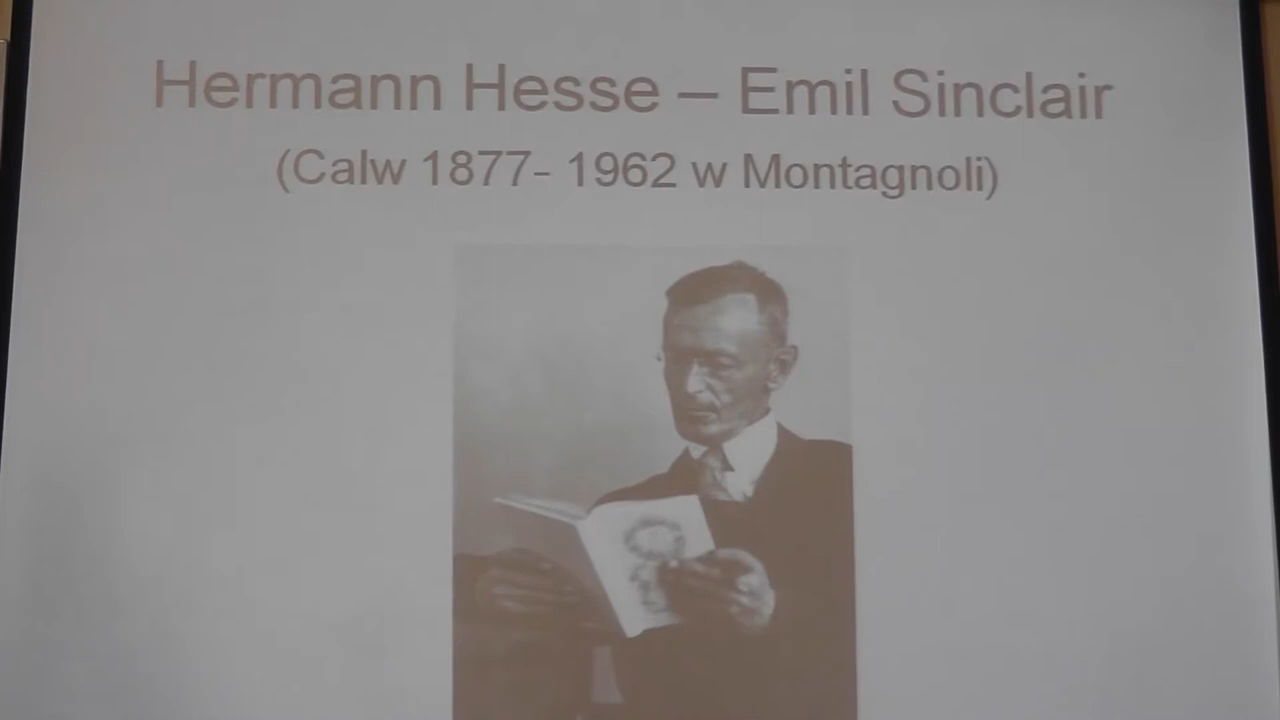 Hermann Hesse – Emil Sinclair
(Calw 1877- 1962 w Montagnoli)